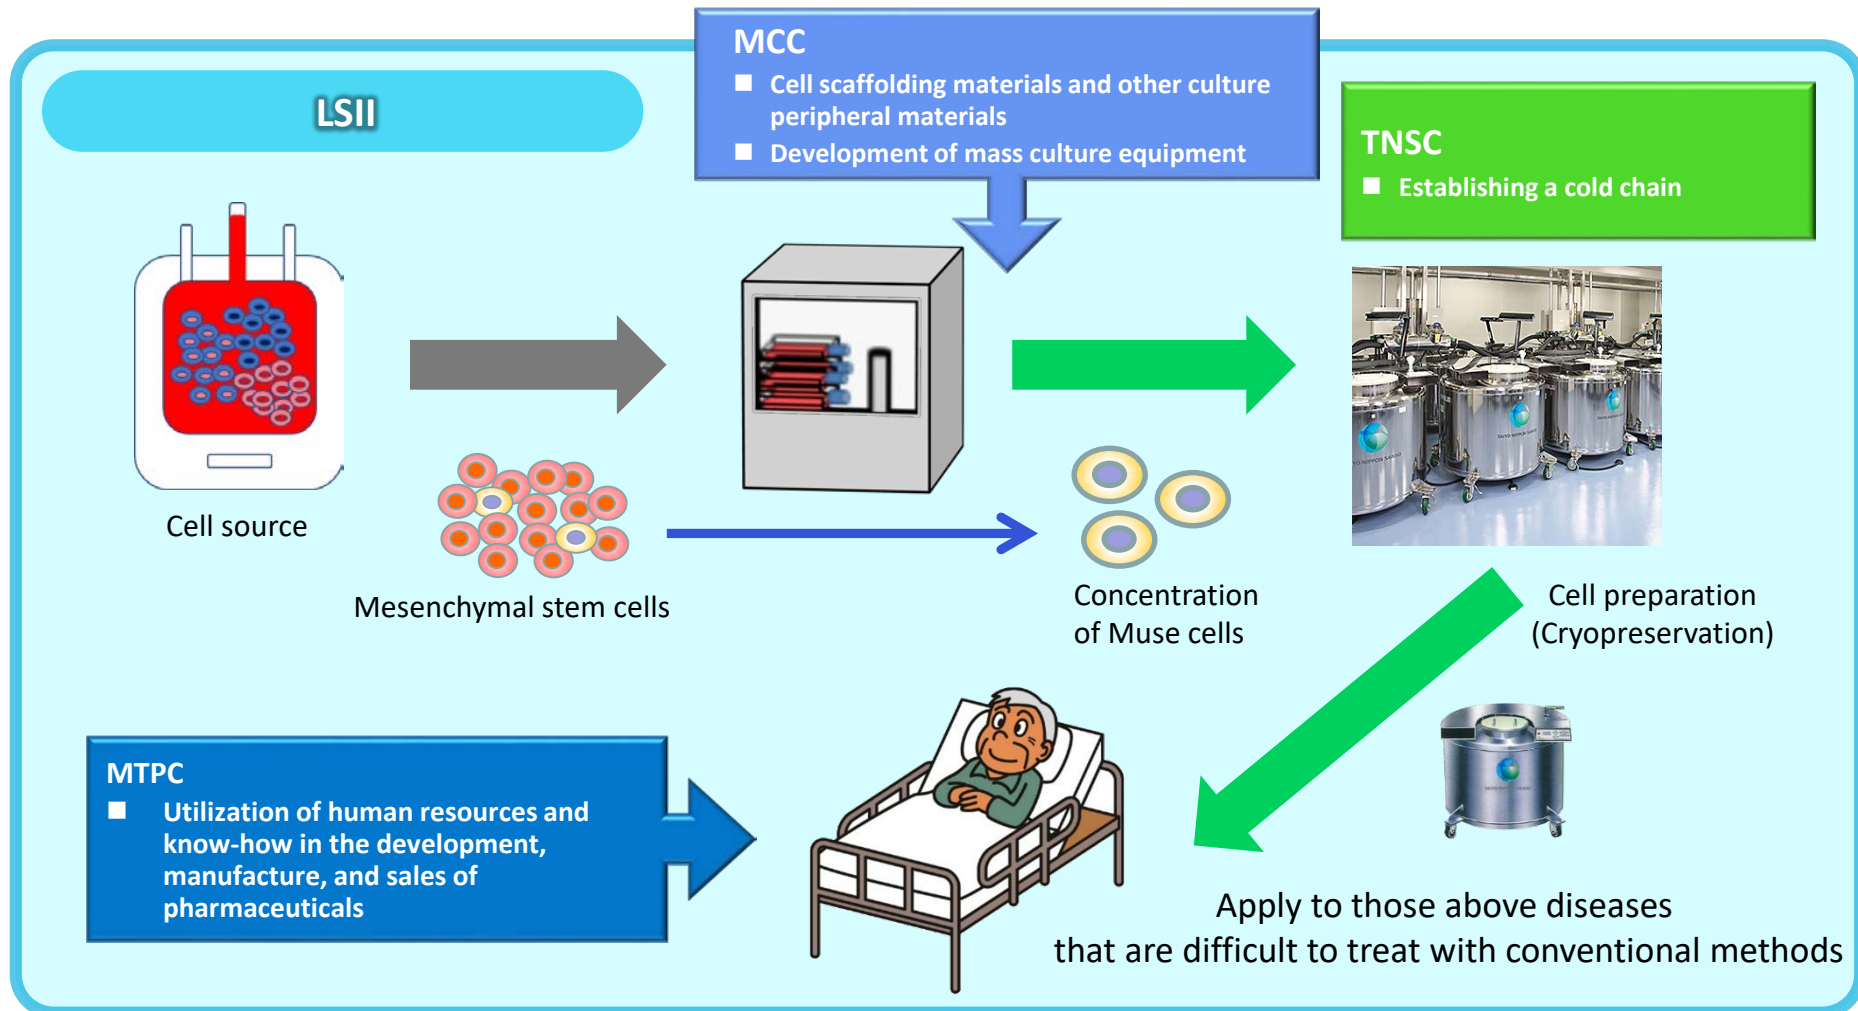 MCC
■ Cell scaffolding materials and other culture
peripheral materials
■ Development of mass culture equipment
LSII
TNSC
■ Establishing a cold chain
Cell source
Mesenchymal stem cells
Concentration
of Muse cells
TAIYO NIPPON SANSO
Cell preparation
(Cryopreservation)
MTPC
■ Utilization of human resources and
know-how in the development,
manufacture, and sales of
pharmaceuticals
Apply to those above diseases
that are difficult to treat with conventional methods